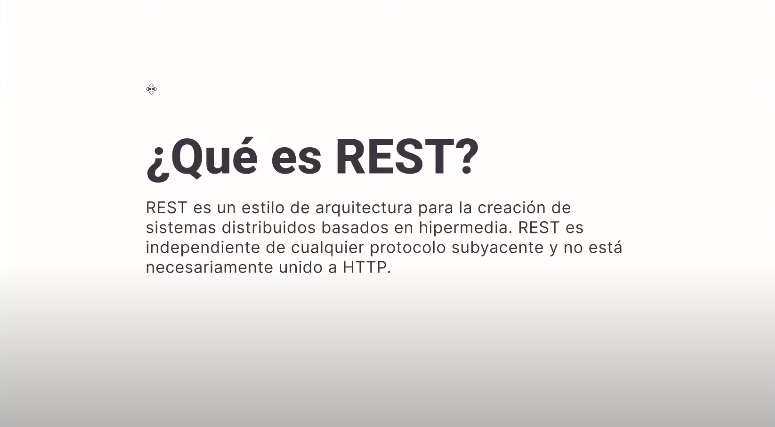 ¿Qué es REST?
REST es un estilo de arquitectura para la creación de
sistemas distribuidos basados en hipermedia. REST es
independiente de cualquier protocolo subyacente y no está
necesariamente unido a HTTP.